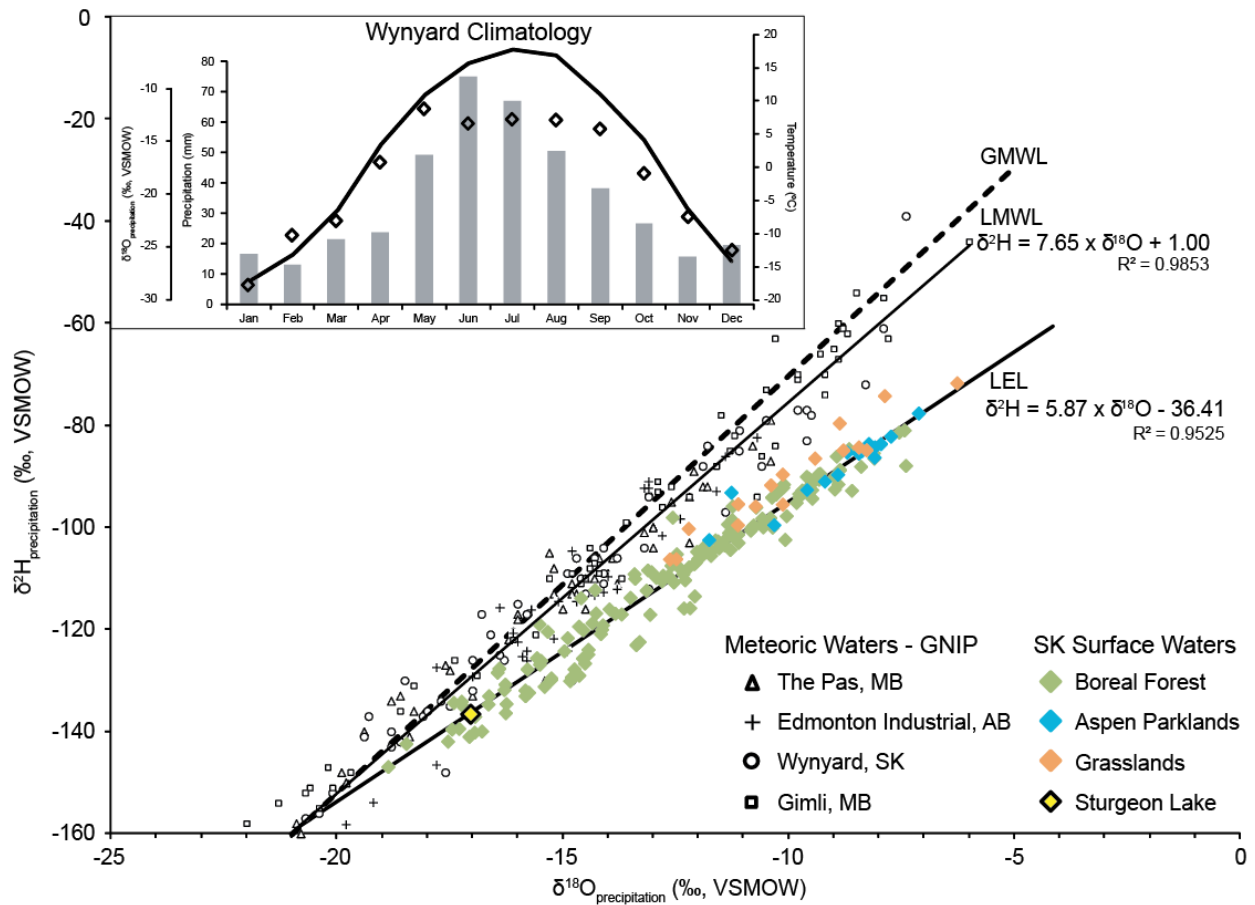 Wynyard Climatology
δ¹⁸Oprecipitation (‰, VSMOW)
-10
-15
-20
-25
-30
Precipitation (mm)
80
70
60
50
40
30
20
10
0
20
15
10
5
0
-5
-10
-15
-20
Temperature (ºC)
Jan Feb Mar Apr May Jun Jul Aug Sep Oct Nov Dec
GMWL
LMWL
δ²H = 7.65 x δ¹⁸O + 1.00
R² = 0.9853
LEL
δ²H = 5.87 x δ¹⁸O - 36.41
R² = 0.9525
δ²Hprecipitation (‰, VSMOW)
0
-20
-40
-60
-80
-100
-120
-140
-160
Meteoric Waters - GNIP
The Pas, MB
Edmonton Industrial, AB
Wynyard, SK
Gimli, MB
SK Surface Waters
Boreal Forest
Aspen Parklands
Grasslands
Sturgeon Lake
-25 -20 -15 -10 -5 0
δ¹⁸Oprecipitation (‰, VSMOW)